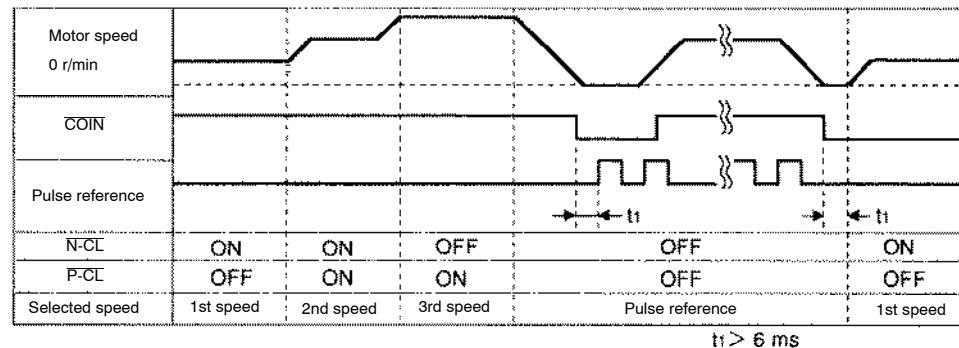 Motor speed
0 r/min
COIN
Pulse reference
t1 t1
N-CL ON ON OFF OFF ON
P-CL OFF ON ON OFF OFF
Selected speed 1st speed 2nd speed 3rd speed Pulse reference 1st speed
t1 > 6 ms